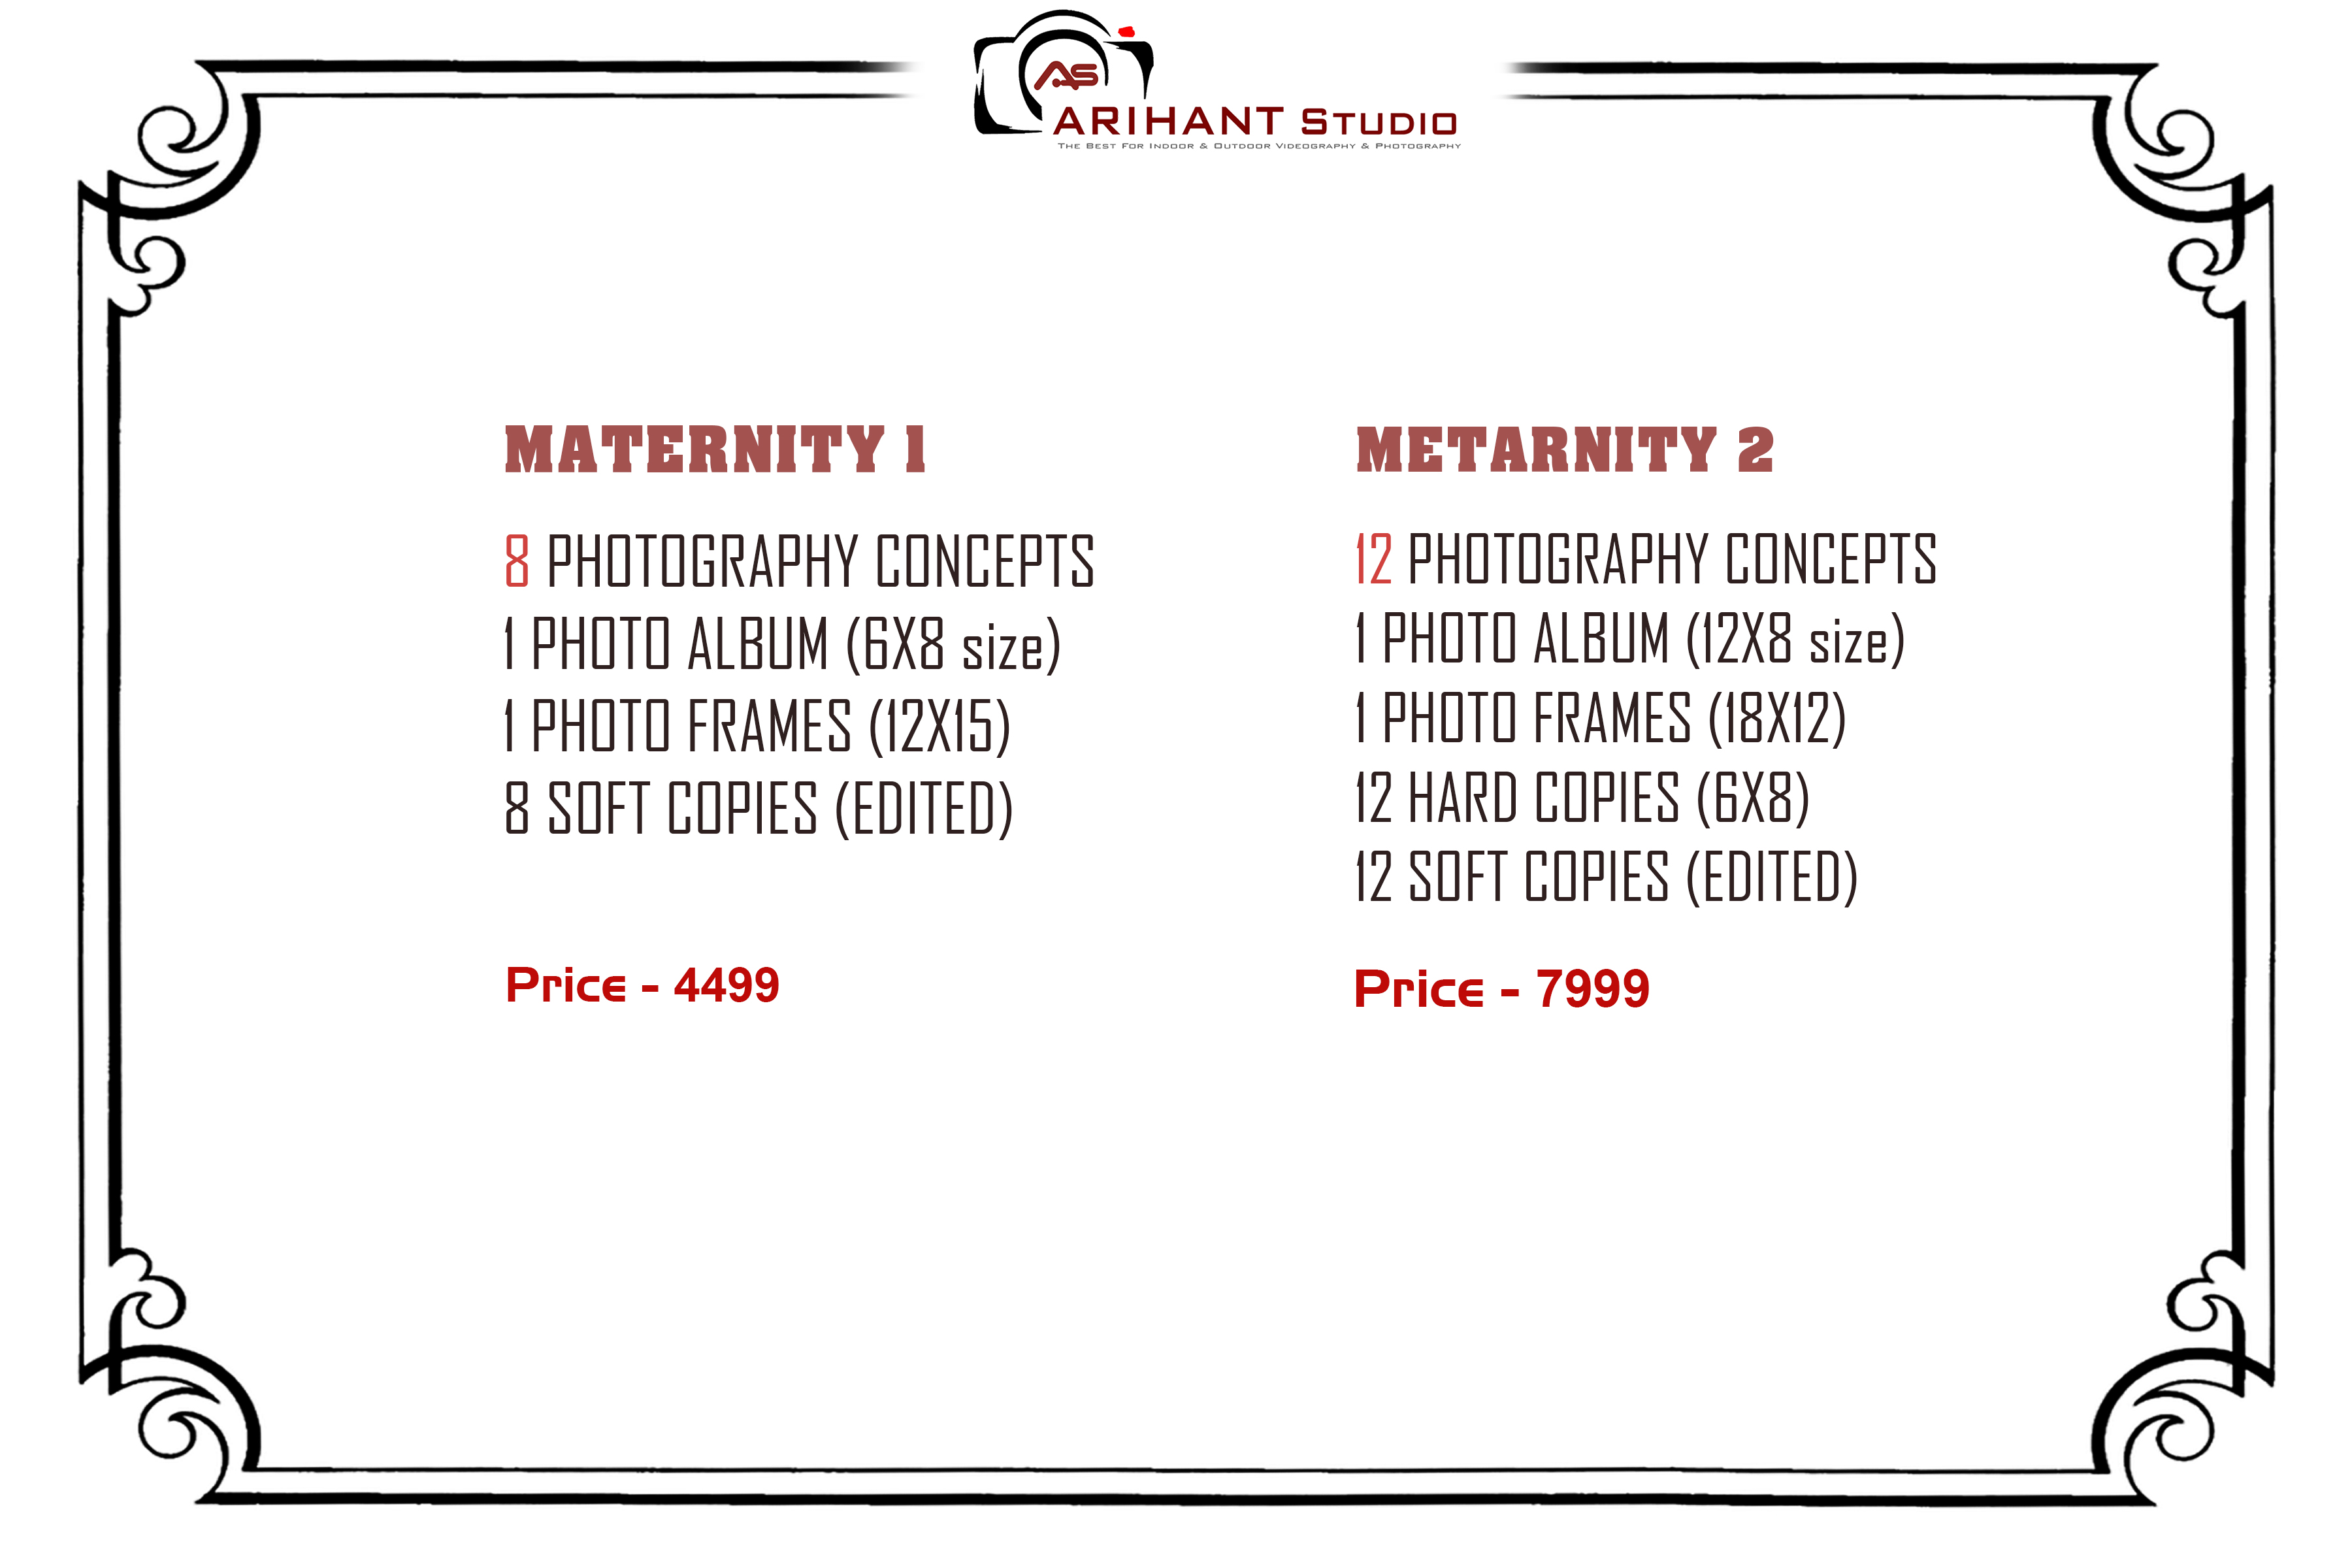 AS
ARIHANT STUDIO
The Best For Indoor & Outdoor Videography & Photography
MATERNITY 1
8 PHOTOGRAPHY CONCEPTS
1 PHOTO ALBUM (6X8 size)
1 PHOTO FRAMES (12X15)
8 SOFT COPIES (EDITED)
Price - 4499
METARNITY 2
12 PHOTOGRAPHY CONCEPTS
1 PHOTO ALBUM (12X8 size)
1 PHOTO FRAMES (18X12)
12 HARD COPIES (6X8)
12 SOFT COPIES (EDITED)
Price - 7999